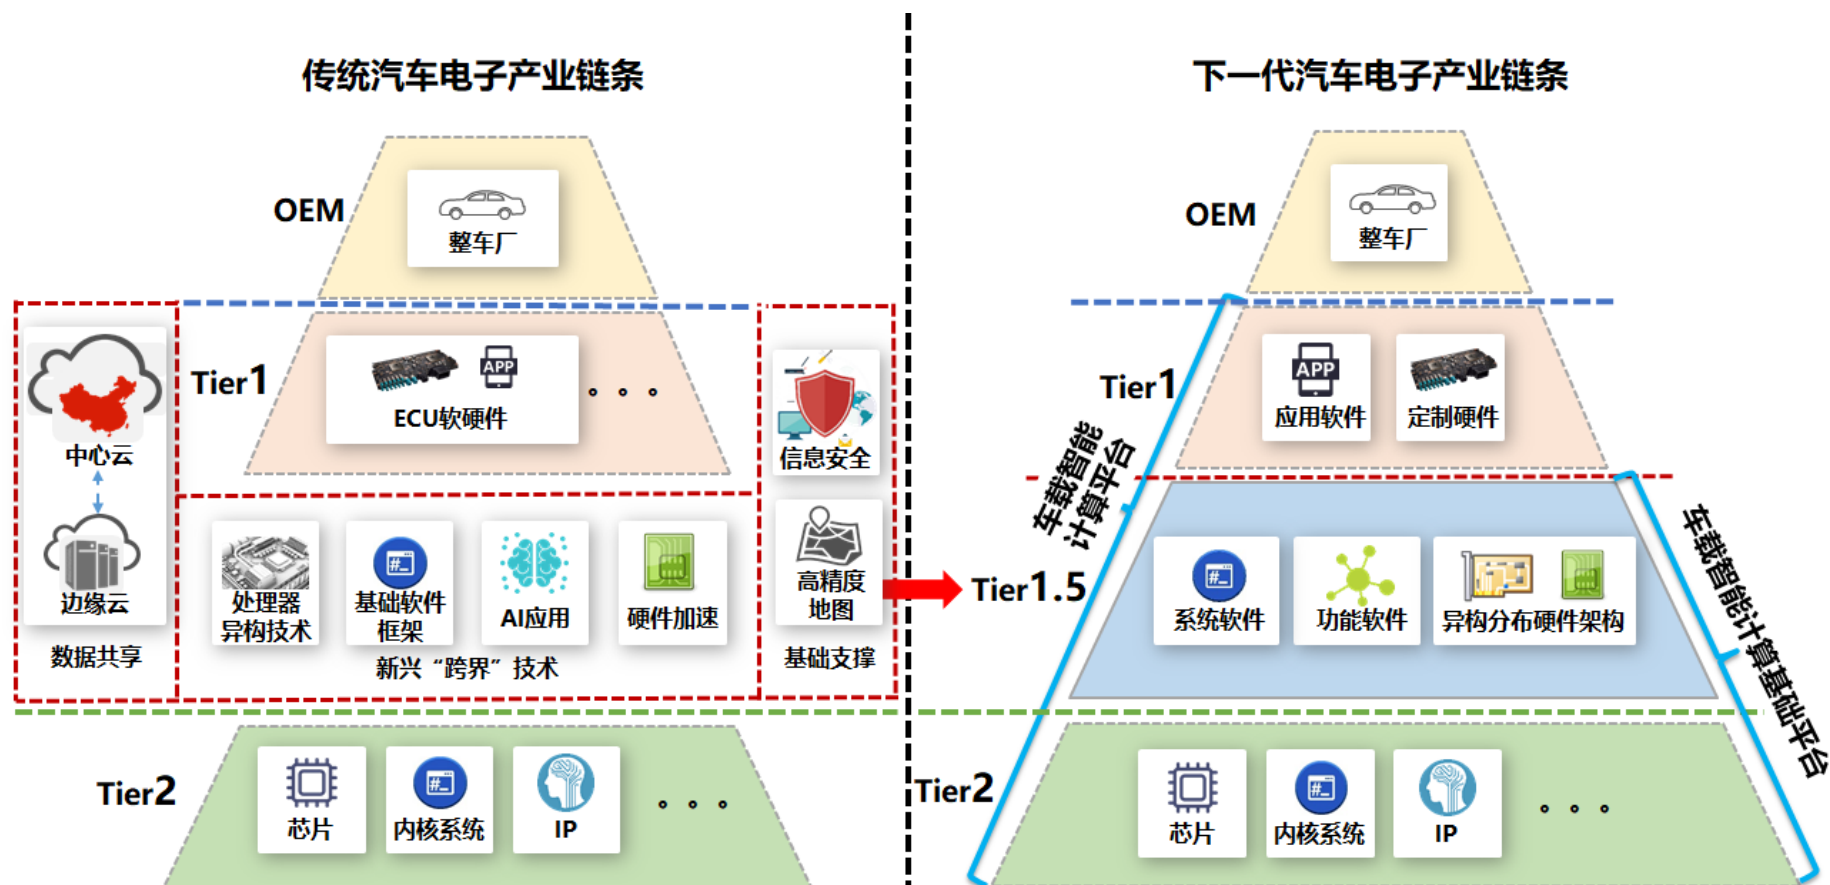 传统汽车电子产业链条
OEM
整车厂
Tier1
APP
ECU软硬件
。。。
中心云
边缘云
数据共享
处理器
异构技术
基础软件
框架
AI应用
硬件加速
新兴“跨界”技术
信息安全
高精度
地图
基础支撑
Tier2
芯片
#_
内核系统
IP
。。。
下一代汽车电子产业链条
OEM
整车厂
Tier1
APP
应用软件
定制硬件
车载智能
计算平台
Tier1.5
#_
系统软件
功能软件
异构分布硬件架构
车载智能计算基础平台
Tier2
芯片
#_
内核系统
IP
。。。